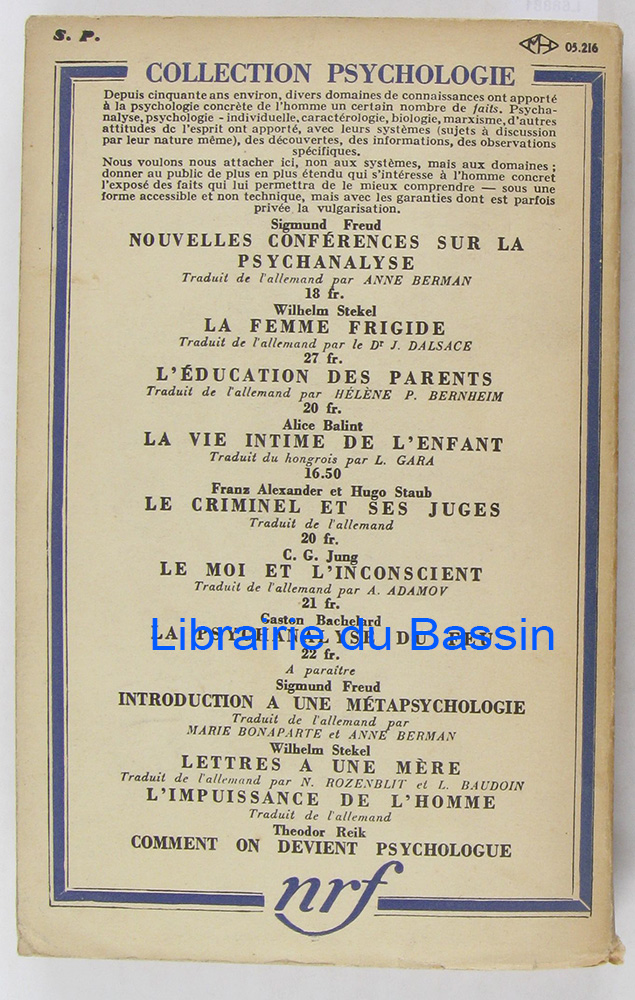 S. P.
MH 05.216
COLLECTION PSYCHOLOGIE
Depuis cinquante ans environ, divers domaines de connaissances ont apporté
à la psychologie concrète de l'homme un certain nombre de faits. Psycha-
nalyse, psychologie - individuelle, caractérologie, biologie, marxisme, d'autres
attitudes de l'esprit ont apporté, avec leurs systèmes (sujets à discussion
par leur nature même), des découvertes, des informations, des observations
spécifiques.
Nous voulons nous attacher ici, non aux systèmes, mais aux domaines ;
donner au public de plus en plus étendu qui s'intéresse à l'homme concret
l'exposé des faits qui lui permettra de le mieux comprendre — sous une
forme accessible et non technique, mais avec les garanties dont est parfois
privée la vulgarisation.
Sigmund Freud
NOUVELLES CONFÉRENCES SUR LA
PSYCHANALYSE
Traduit de l'allemand par ANNE BERMAN
18 fr.
Wilhelm Stekel
LA FEMME FRIGIDE
Traduit de l'allemand par le Dr J. DALSACE
27 fr.
L'ÉDUCATION DES PARENTS
Traduit de l'allemand par HÉLÈNE P. BERNHEIM
20 fr.
Alice Balint
LA VIE INTIME DE L'ENFANT
Traduit du hongrois par L. GARA
16.50
Franz Alexander et Hugo Staub
LE CRIMINEL ET SES JUGES
Traduit de l'allemand
20 fr.
C. G. Jung
LE MOI ET L'INCONSCIENT
Traduit de l'allemand par A. ADAMOV
21 fr.
Gaston Bachelard
LA PSYCHANALYSE DU FEU
Librairie du Bassin
22 fr.
A paraître
Sigmund Freud
INTRODUCTION A UNE MÉTAPSYCHOLOGIE
Traduit de l'allemand par
MARIE BONAPARTE et ANNE BERMAN
Wilhelm Stekel
LETTRES A UNE MÈRE
Traduit de l'allemand par N. ROZENBLIT et L. BAUDOIN
L'IMPUISSANCE DE L'HOMME
Traduit de l'allemand
Theodor Reik
COMMENT ON DEVIENT PSYCHOLOGUE
nrf